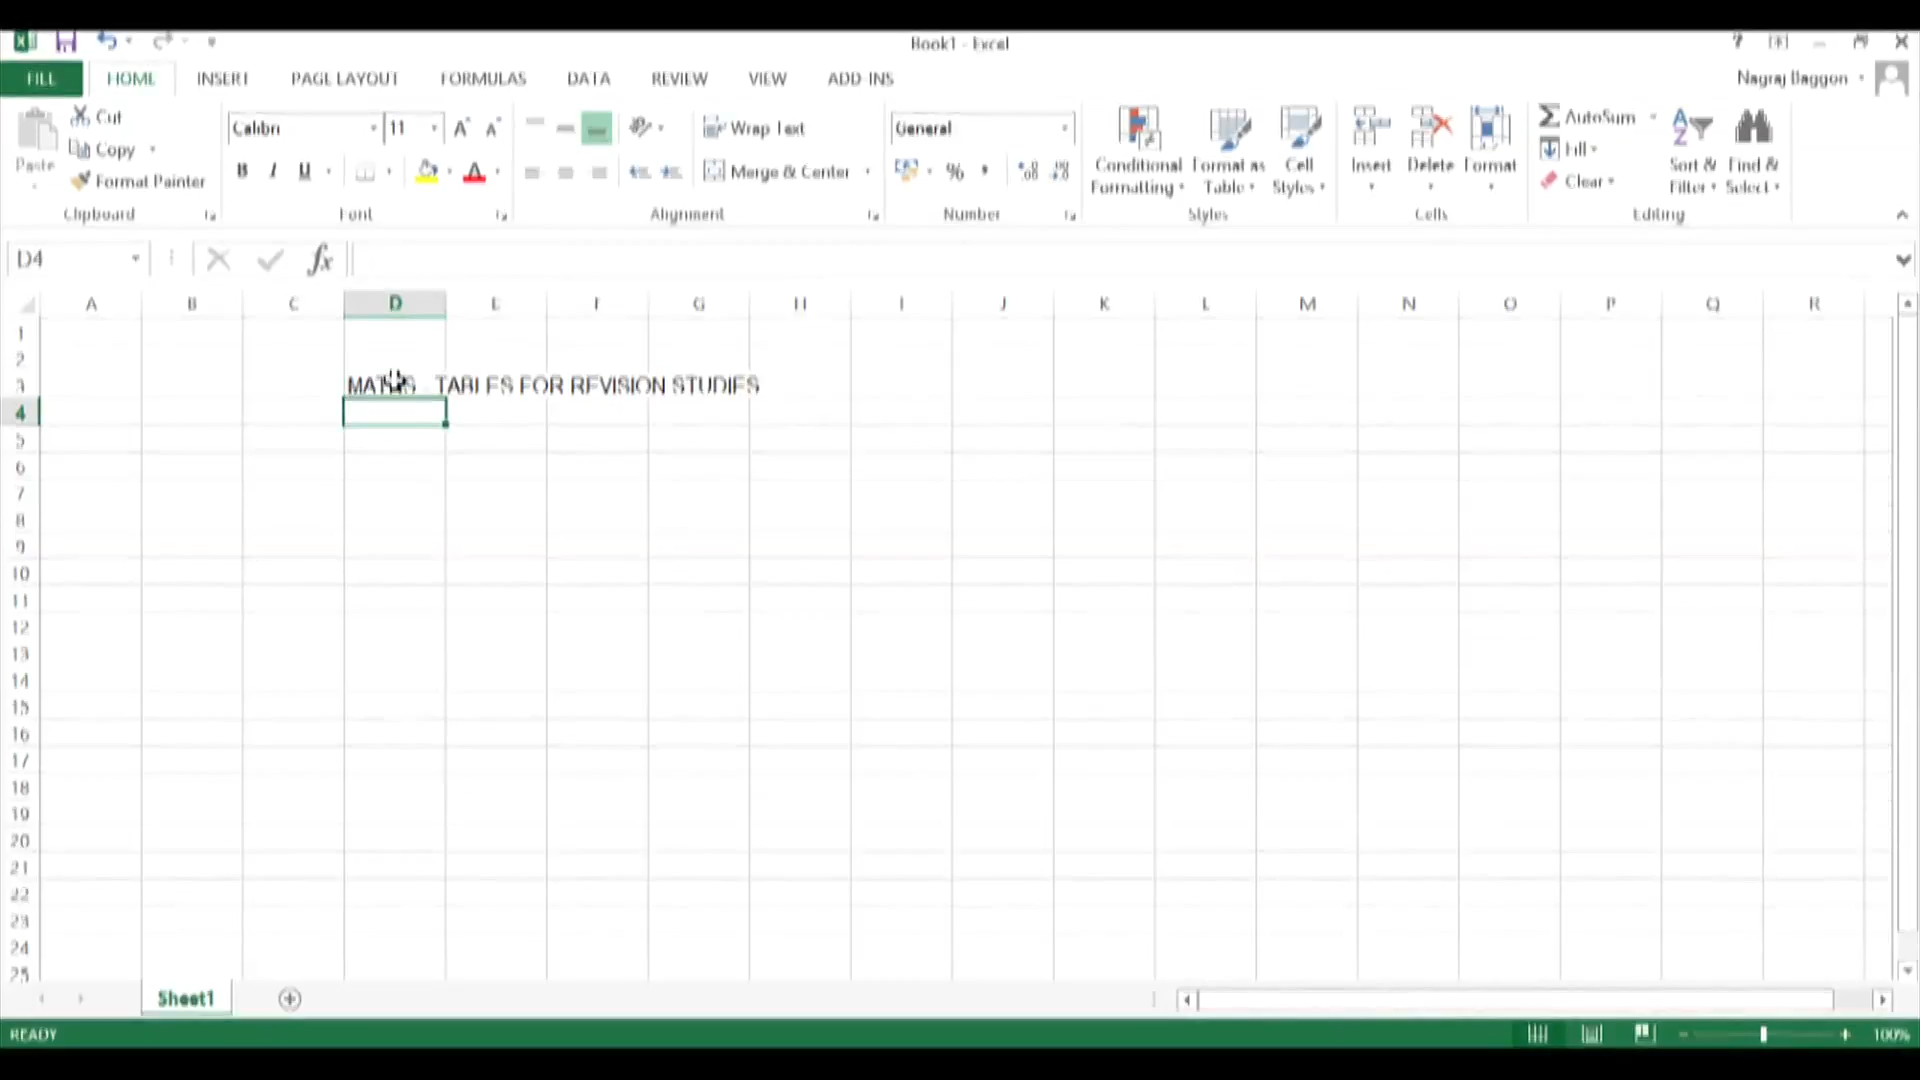 Book1 - Excel
FILE HOME INSERT PAGE LAYOUT FORMULAS DATA REVIEW VIEW ADD-INS
Cut
Copy
Paste
Format Painter
Clipboard
Calibri 11
B I U
Font
Wrap Text
Merge & Center
Alignment
General
%
Number
Conditional Formatting
Format as Table
Cell Styles
Styles
Insert Delete Format
Cells
AutoSum
Fill
Clear
Sort & Filter
Find & Select
Editing
D4 fx
A B C D E F G H I J K L M N O P Q R
1
2
3 TABLES FOR REVISION STUDIES
4
5
6
7
8
9
10
11
12
13
14
15
16
17
18
19
20
21
22
23
24
25
Sheet1
READY 100%